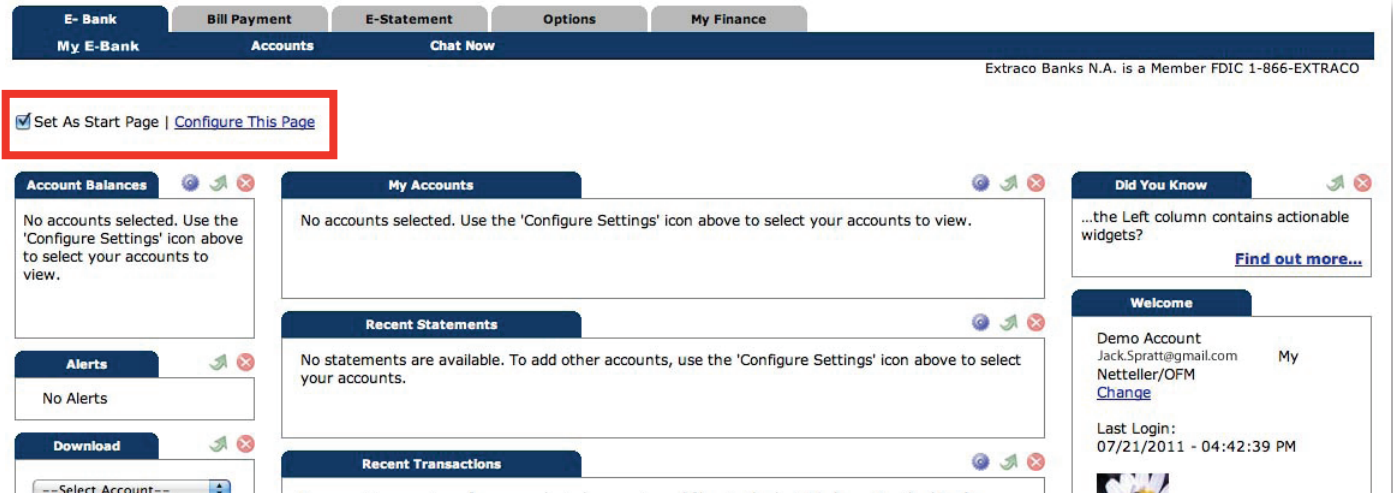 E- Bank Bill Payment E-Statement Options My Finance
My E-Bank Accounts Chat Now
Extraco Banks N.A. is a Member FDIC 1-866-EXTRACO
Set As Start Page | Configure This Page
Account Balances
No accounts selected. Use the
'Configure Settings' icon above
to select your accounts to
view.
Alerts
No Alerts
Download
--Select Account--
My Accounts
No accounts selected. Use the 'Configure Settings' icon above to select your accounts to view.
Recent Statements
No statements are available. To add other accounts, use the 'Configure Settings' icon above to select
your accounts.
Recent Transactions
Did You Know
...the Left column contains actionable
widgets?
Find out more...
Welcome
Demo Account
Jack.Spratt@gmail.com My
Netteller/OFM
Change
Last Login:
07/21/2011 - 04:42:39 PM